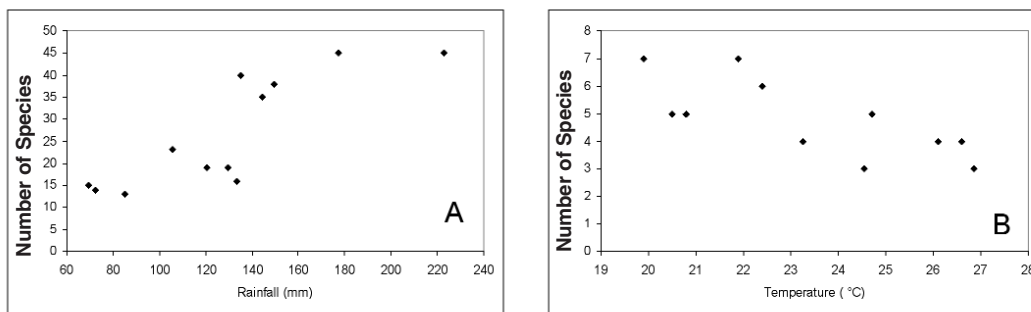 Number of Species
50
45
40
35
30
25
20
15
10
5
0
60 80 100 120 140 160 180 200 220 240
Rainfall (mm)
A
Number of Species
8
7
6
5
4
3
2
1
0
19 20 21 22 23 24 25 26 27 28
Temperature ( °C)
B